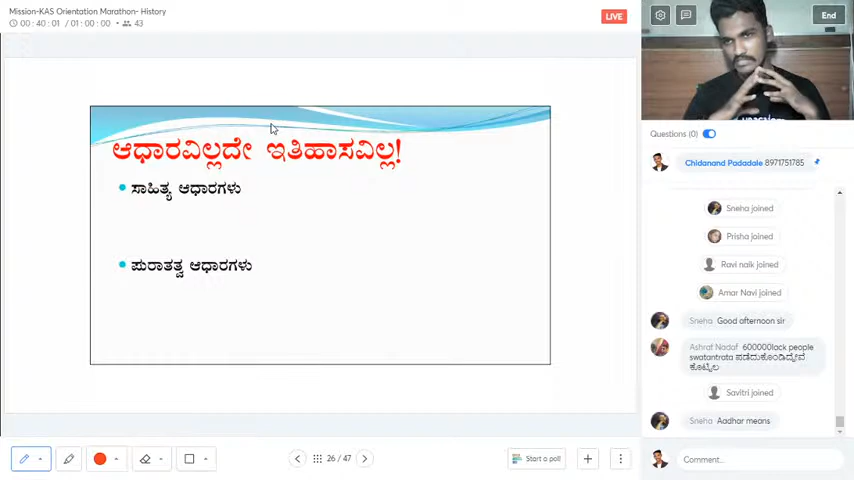 Mission-KAS Orientation Marathon- History
00 : 40 : 01 / 01 : 00 : 00 • 43
LIVE
End
ಆಧಾರವಿಲ್ಲದೇ ಇತಿಹಾಸವಿಲ್ಲ!
ಸಾಹಿತ್ಯ ಆಧಾರಗಳು
ಪುರಾತತ್ವ ಆಧಾರಗಳು
Questions (0)
Chidanand Padadale 8971751785
Sneha joined
Prisha joined
Ravi naik joined
Amar Navi joined
Sneha Good afternoon sir
Ashraf Nadaf 600000lack people
swatantrata ಪಡೆದುಕೊಂಡಿದ್ದೇವೆ
Savitri joined
Sneha Aadhar means
26 / 47
Start a poll
Comment...